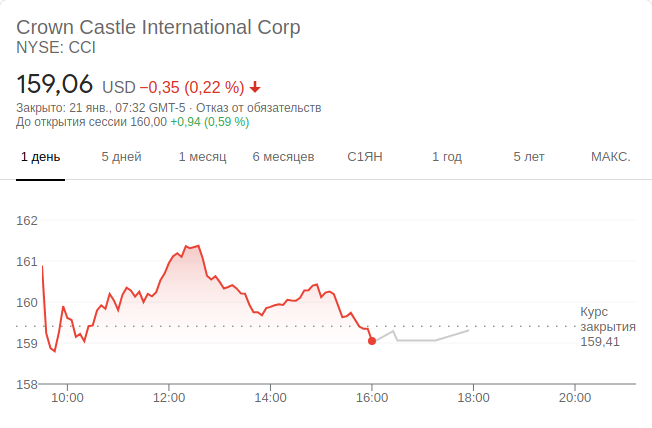 Crown Castle International Corp
NYSE: CCI
159,06 USD −0,35 (0,22 %)
Закрыто: 21 янв., 07:32 GMT-5 · Отказ от обязательств
До открытия сессии 160,00 +0,94 (0,59 %)
1 день 5 дней 1 месяц 6 месяцев С1ЯН 1 год 5 лет МАКС.
162
161
160
Курс
закрытия
159,41
159
158
10:00 12:00 14:00 16:00 18:00 20:00